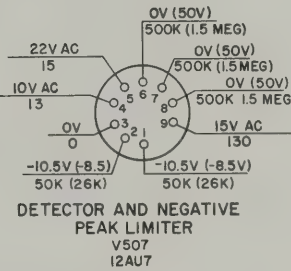 0V (50V)
500K (1.5 MEG)
22V AC
15
0V (50V)
500K (1.5MEG)
10V AC
13
0V (50V)
500K 1.5 MEG)
0V
0
15V AC
130
-10.5V (-8.5)
50K (26K)
-10.5V (-8.5V)
50K (26K)
5 6 7
4 8
3 9
2 1
DETECTOR AND NEGATIVE
PEAK LIMITER
V507
12AU7